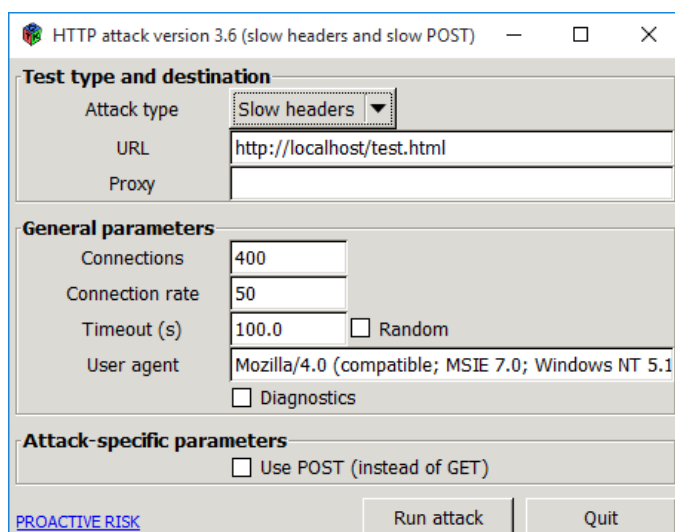 HTTP attack version 3.6 (slow headers and slow POST)
Test type and destination
Attack type Slow headers
URL http://localhost/test.html
Proxy
General parameters
Connections 400
Connection rate 50
Timeout (s) 100.0 Random
User agent Mozilla/4.0 (compatible; MSIE 7.0; Windows NT 5.1
Diagnostics
Attack-specific parameters
Use POST (instead of GET)
PROACTIVE RISK Run attack Quit